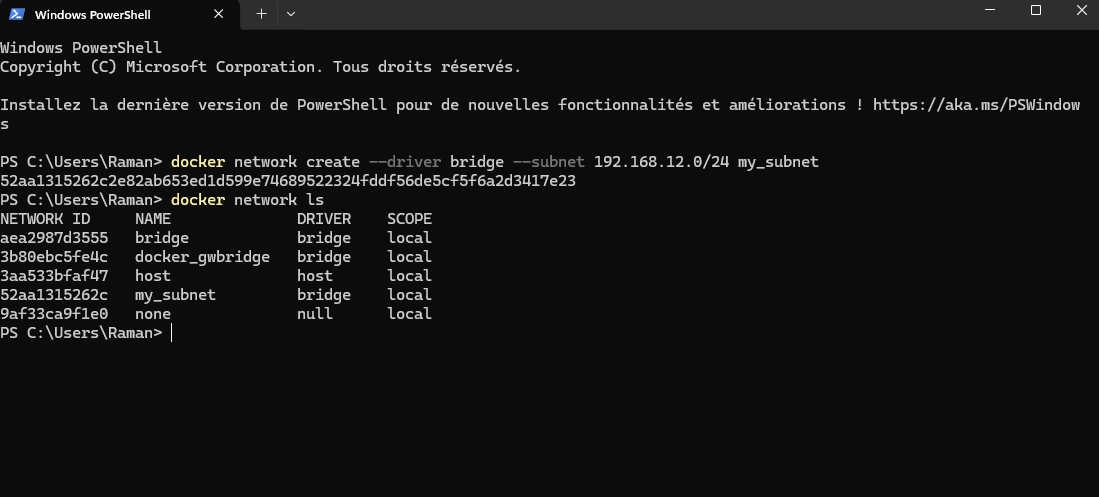 Windows PowerShell
Windows PowerShell
Copyright (C) Microsoft Corporation. Tous droits réservés.
Installez la dernière version de PowerShell pour de nouvelles fonctionnalités et améliorations ! https://aka.ms/PSWindow
s
PS C:\Users\Raman> docker network create --driver bridge --subnet 192.168.12.0/24 my_subnet
52aa1315262c2e82ab653ed1d599e74689522324fddf56de5cf5f6a2d3417e23
PS C:\Users\Raman> docker network ls
NETWORK ID     NAME              DRIVER    SCOPE
aea2987d3555   bridge            bridge    local
3b80ebc5fe4c   docker_gwbridge   bridge    local
3aa533bfaf47   host              host      local
52aa1315262c   my_subnet         bridge    local
9af33ca9f1e0   none              null      local
PS C:\Users\Raman>